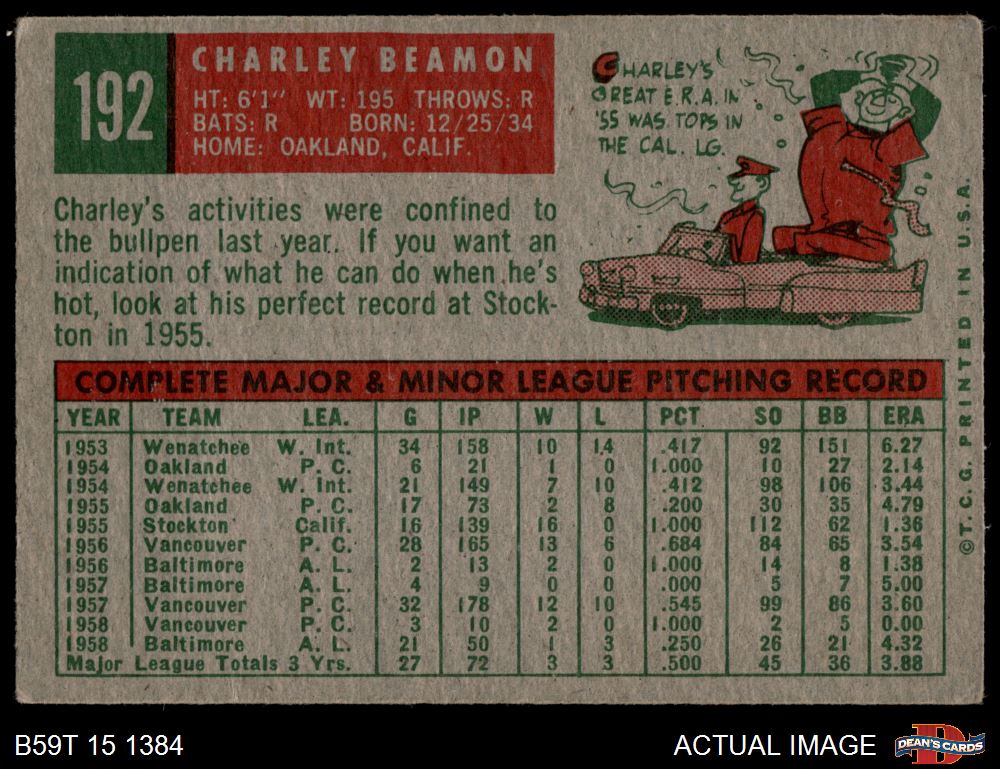 192
CHARLEY BEAMON
HT: 6'1" WT: 195 THROWS: R
BATS: R BORN: 12/25/34
HOME: OAKLAND, CALIF.
CHARLEY'S
GREAT E.R.A. IN
'55 WAS TOPS IN
THE CAL. LG.
Charley's activities were confined to
the bullpen last year. If you want an
indication of what he can do when he's
hot, look at his perfect record at Stock-
ton in 1955.
COMPLETE MAJOR & MINOR LEAGUE PITCHING RECORD
YEAR TEAM LEA. G IP W L PCT SO BB ERA
1953 Wenatchee W. Int. 34 158 10 14 .417 92 151 6.27
1954 Oakland P. C. 6 21 1 0 1.000 10 27 2.14
1954 Wenatchee W. Int. 21 149 7 10 .412 98 106 3.44
1955 Oakland P. C. 17 73 2 8 .200 30 35 4.79
1955 Stockton Calif. 16 139 16 0 1.000 112 62 1.36
1956 Vancouver P. C. 28 165 13 6 .684 84 65 3.54
1956 Baltimore A. L. 2 13 2 0 1.000 14 8 1.38
1957 Baltimore A. L. 4 9 0 0 .000 5 7 5.00
1957 Vancouver P. C. 32 178 12 10 .545 99 86 3.60
1958 Vancouver P. C. 3 10 2 0 1.000 2 5 0.00
1958 Baltimore A. L. 21 50 1 3 .250 26 21 4.32
Major League Totals 3 Yrs. 27 72 3 3 .500 45 36 3.88
©T. C. G. PRINTED IN U.S.A.
B59T 15 1384
ACTUAL IMAGE
D
DEAN'S CARDS